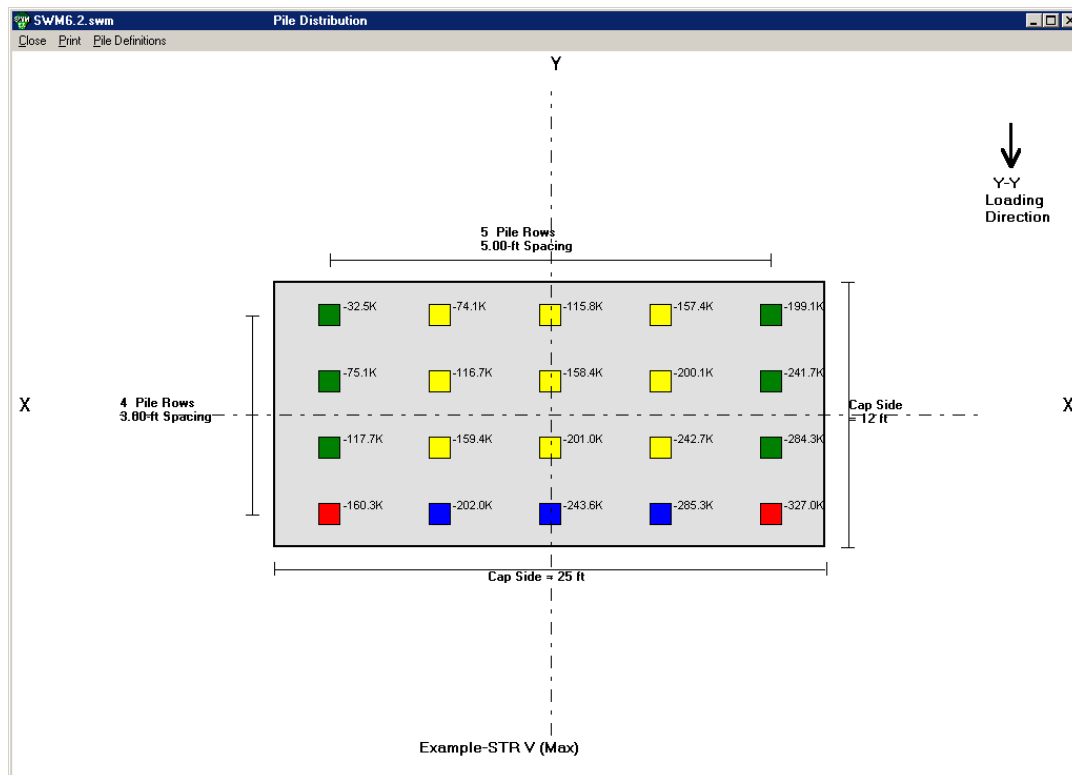 SWM6.2.swm Pile Distribution
Close Print Pile Definitions
Y
Y-Y
Loading
Direction
5 Pile Rows
5.00-ft Spacing
-32.5K -74.1K -115.8K -157.4K -199.1K
-75.1K -116.7K -158.4K -200.1K -241.7K
X
4 Pile Rows
3.00-ft Spacing
Cap Side
= 12 ft
X
-117.7K -159.4K -201.0K -242.7K -284.3K
-160.3K -202.0K -243.6K -285.3K -327.0K
Cap Side = 25 ft
Example-STR V (Max)